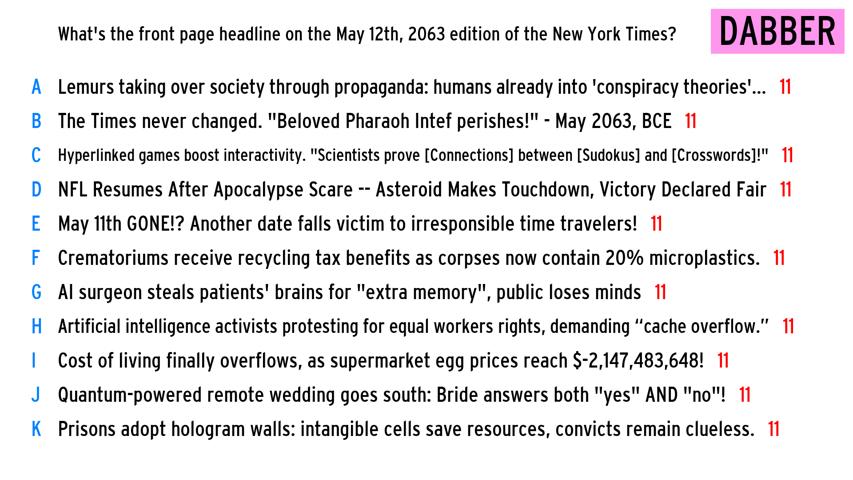 What's the front page headline on the May 12th, 2063 edition of the New York Times?
DABBER
A Lemurs taking over society through propaganda: humans already into 'conspiracy theories'... 11
B The Times never changed. "Beloved Pharaoh Intef perishes!" - May 2063, BCE 11
C Hyperlinked games boost interactivity. "Scientists prove [Connections] between [Sudokus] and [Crosswords]!" 11
D NFL Resumes After Apocalypse Scare -- Asteroid Makes Touchdown, Victory Declared Fair 11
E May 11th GONE!? Another date falls victim to irresponsible time travelers! 11
F Crematoriums receive recycling tax benefits as corpses now contain 20% microplastics. 11
G AI surgeon steals patients' brains for "extra memory", public loses minds 11
H Artificial intelligence activists protesting for equal workers rights, demanding “cache overflow.” 11
I Cost of living finally overflows, as supermarket egg prices reach $-2,147,483,648! 11
J Quantum-powered remote wedding goes south: Bride answers both "yes" AND "no"! 11
K Prisons adopt hologram walls: intangible cells save resources, convicts remain clueless. 11